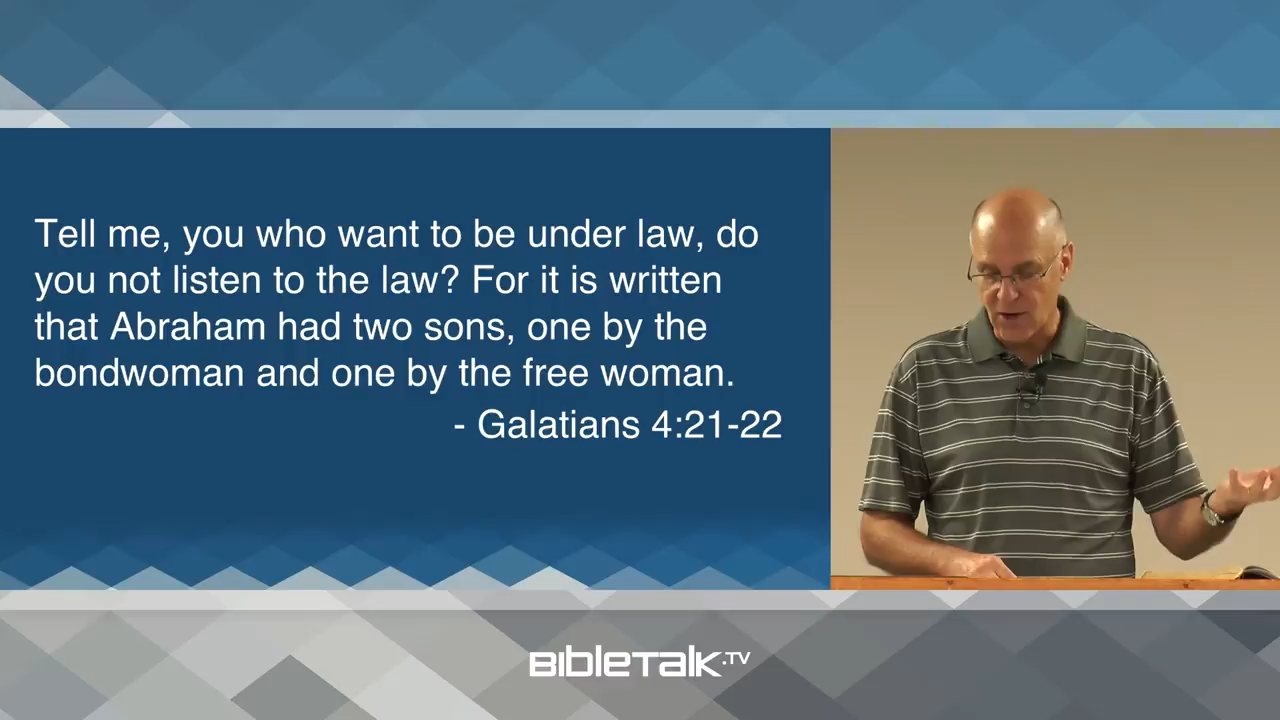 Tell me, you who want to be under law, do
you not listen to the law? For it is written
that Abraham had two sons, one by the
bondwoman and one by the free woman.
- Galatians 4:21-22
BIBLETALK.TV